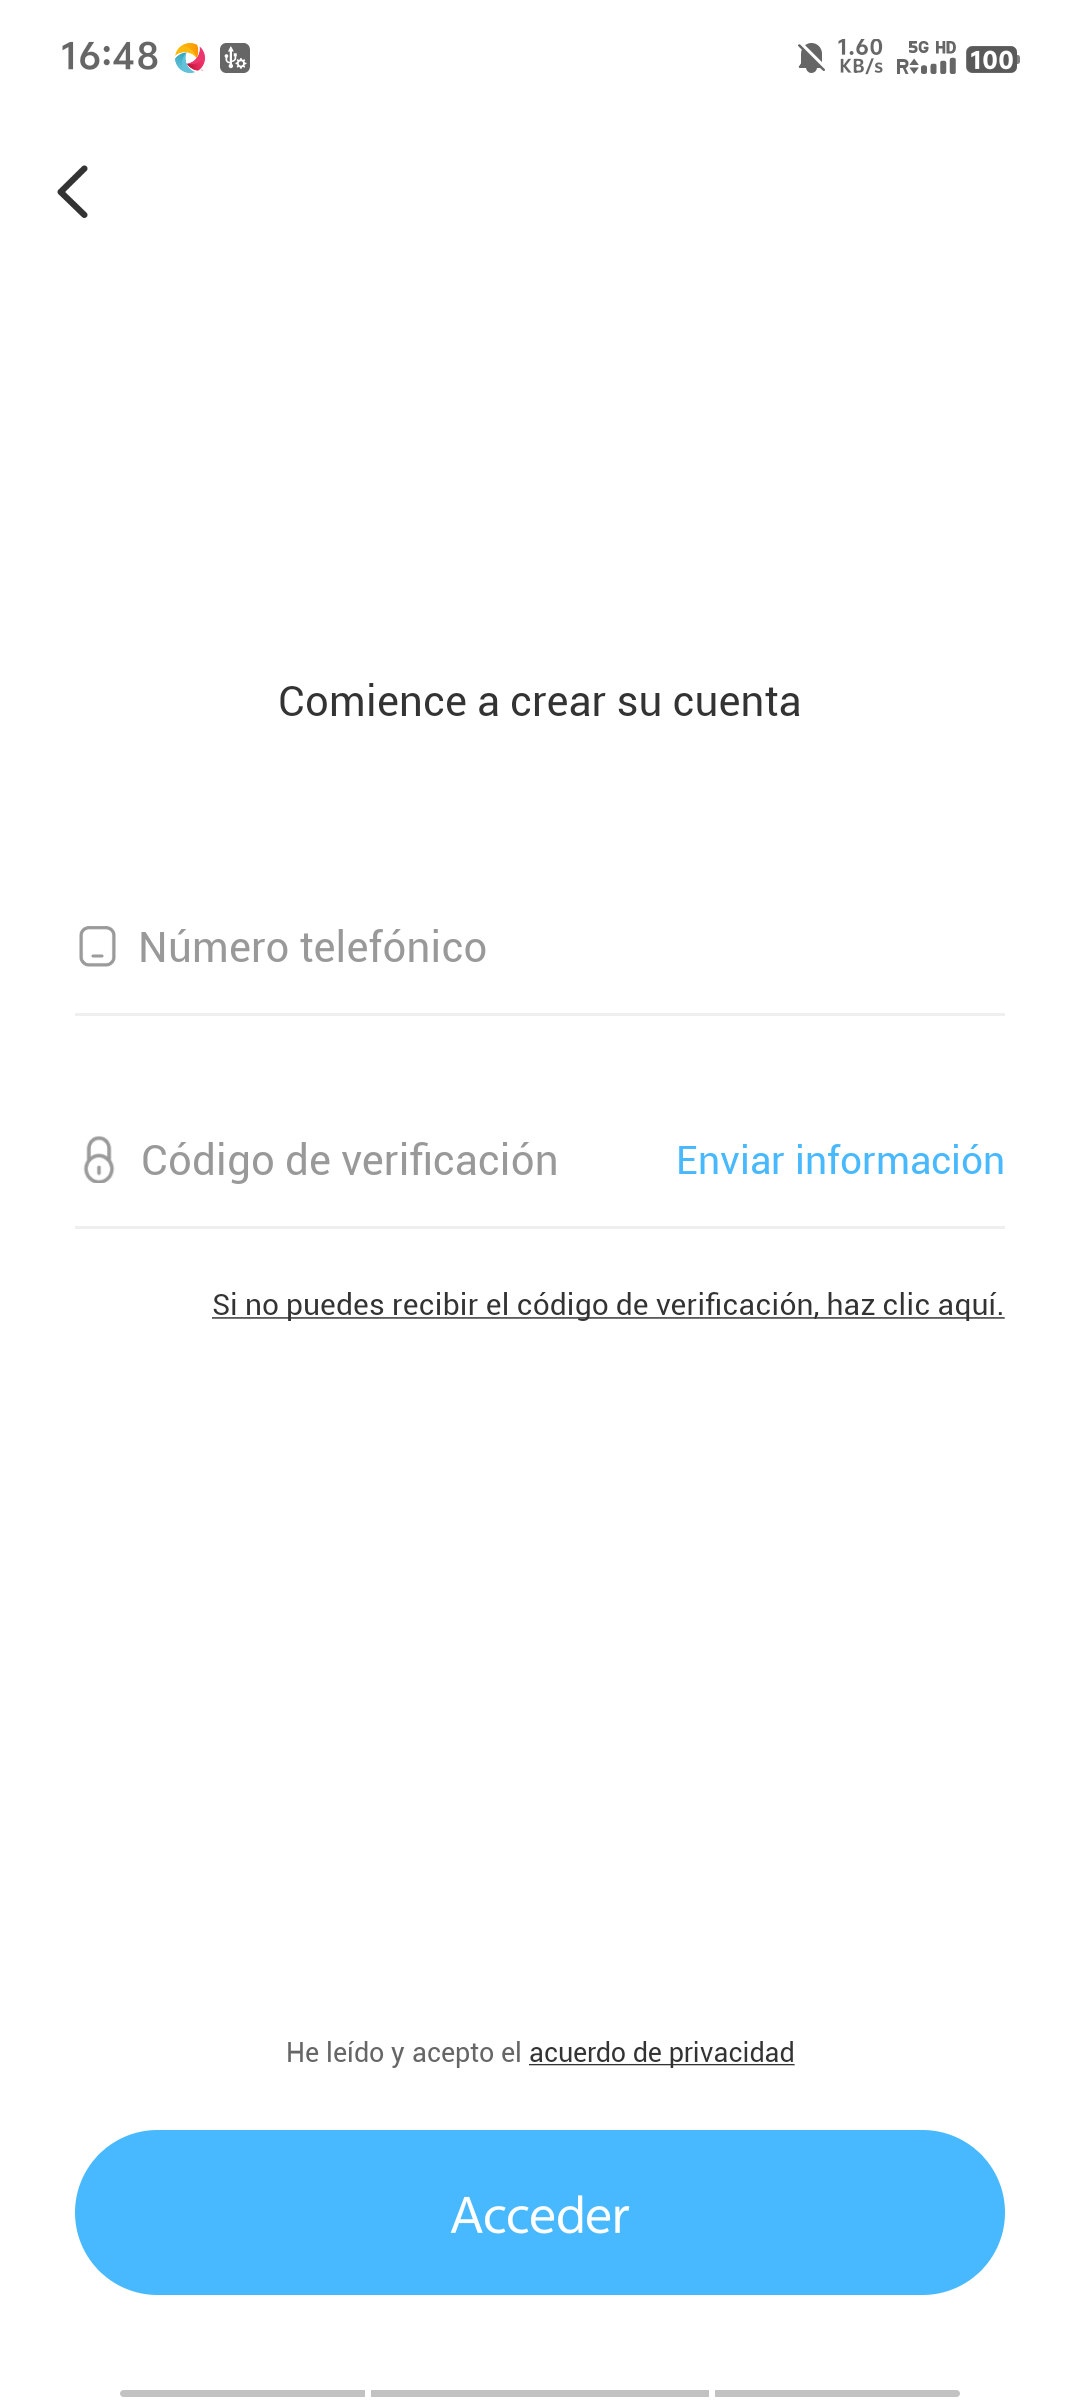 16:48
1.60 KB/s
5G HD
R
100
Comience a crear su cuenta
Número telefónico
Código de verificación Enviar información
Si no puedes recibir el código de verificación, haz clic aquí.
He leído y acepto el acuerdo de privacidad
Acceder